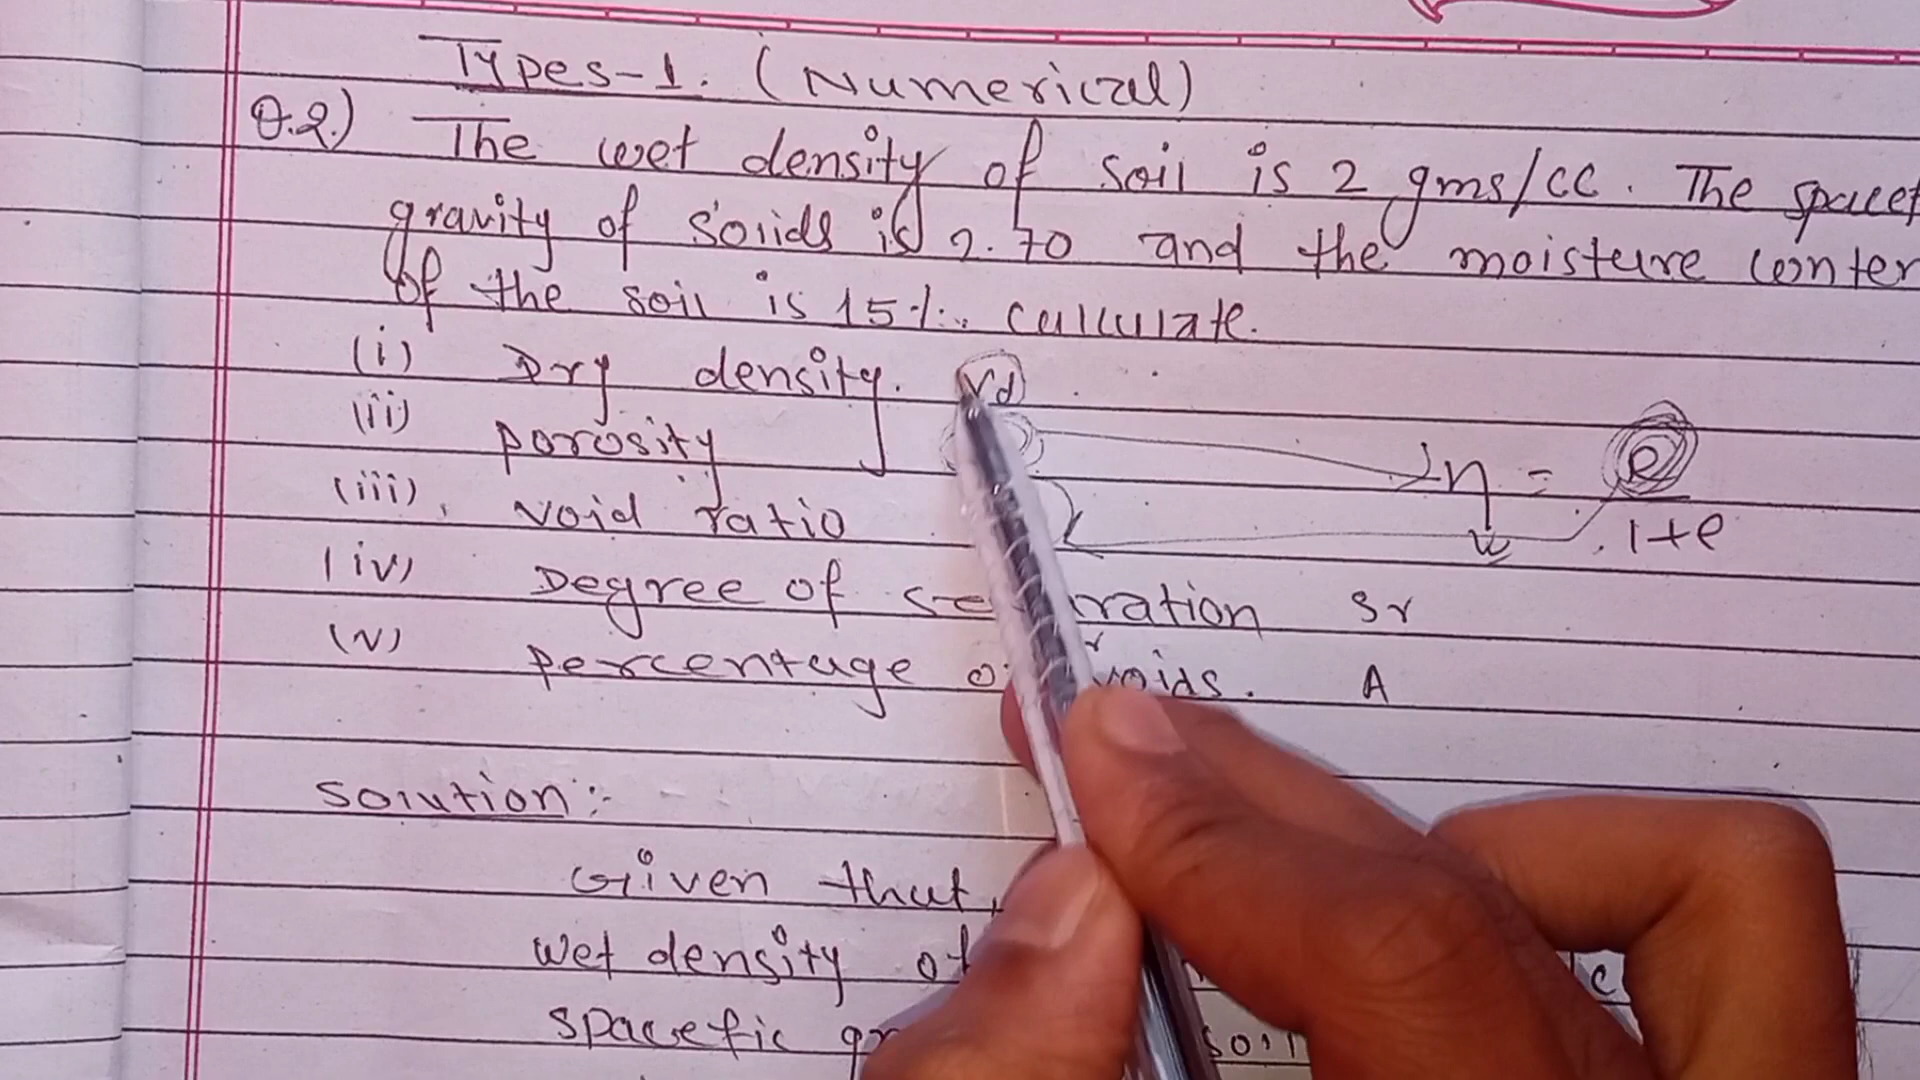 Types-1. (Numerical)
Q.2.) The wet density of soil is 2 gms/cc. The
gravity of solids is 2.70 and the moisture
of the soil is 15%. calculate.
(i) Dry density. γd
(ii) porosity η = e / 1+e
(iii) void ratio
(iv) Degree of Sr
(v) percentage voids. A
Solution:-
Given that,
wet density
spacefic